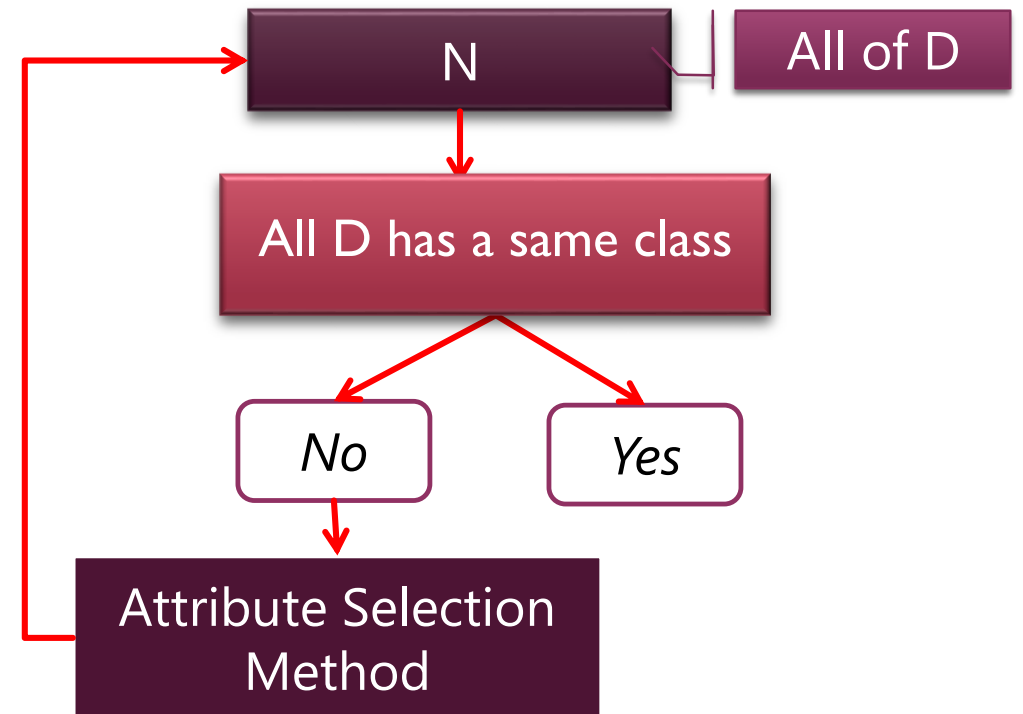 N
All of D
All D has a same class
No
Yes
Attribute Selection
Method